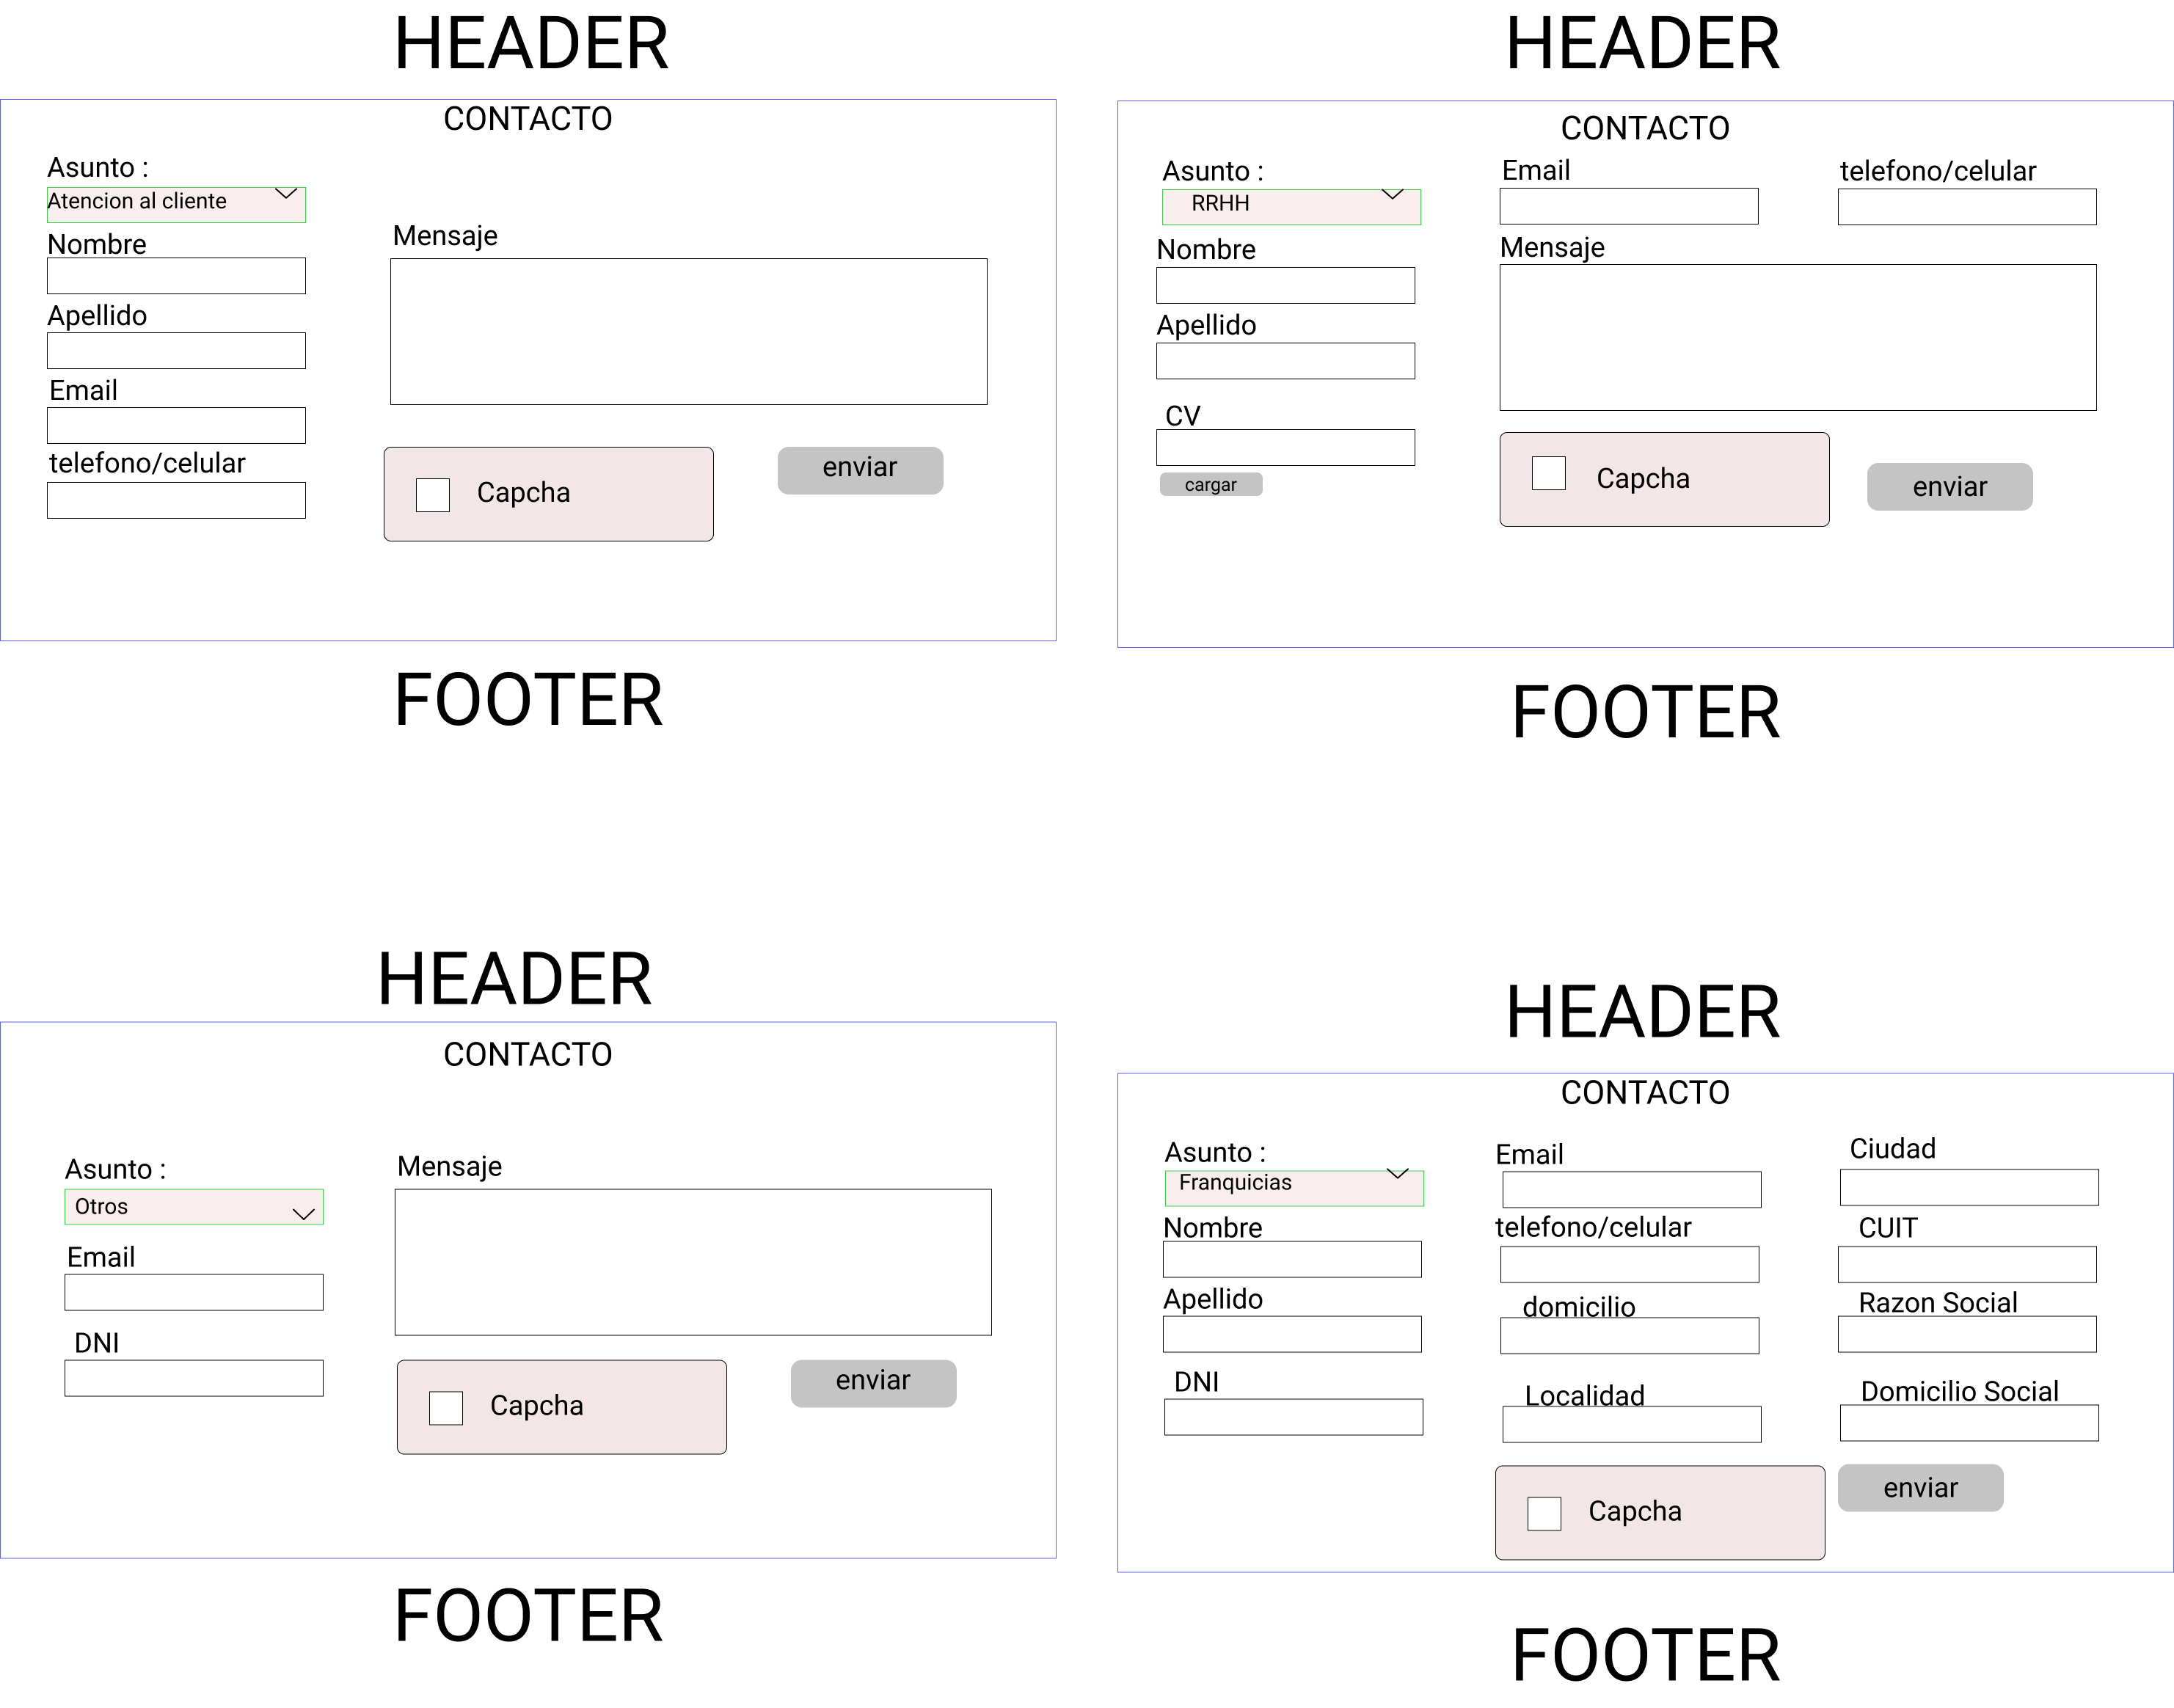 HEADER
CONTACTO
Asunto :
Atencion al cliente
Nombre
Apellido
Email
telefono/celular
Mensaje
Capcha
enviar
FOOTER
HEADER
CONTACTO
Asunto :
RRHH
Nombre
Apellido
CV
cargar
Email
telefono/celular
Mensaje
Capcha
enviar
FOOTER
HEADER
CONTACTO
Asunto :
Otros
Email
DNI
Mensaje
Capcha
enviar
FOOTER
HEADER
CONTACTO
Asunto :
Franquicias
Nombre
Apellido
DNI
Email
telefono/celular
domicilio
Localidad
Ciudad
CUIT
Razon Social
Domicilio Social
Capcha
enviar
FOOTER